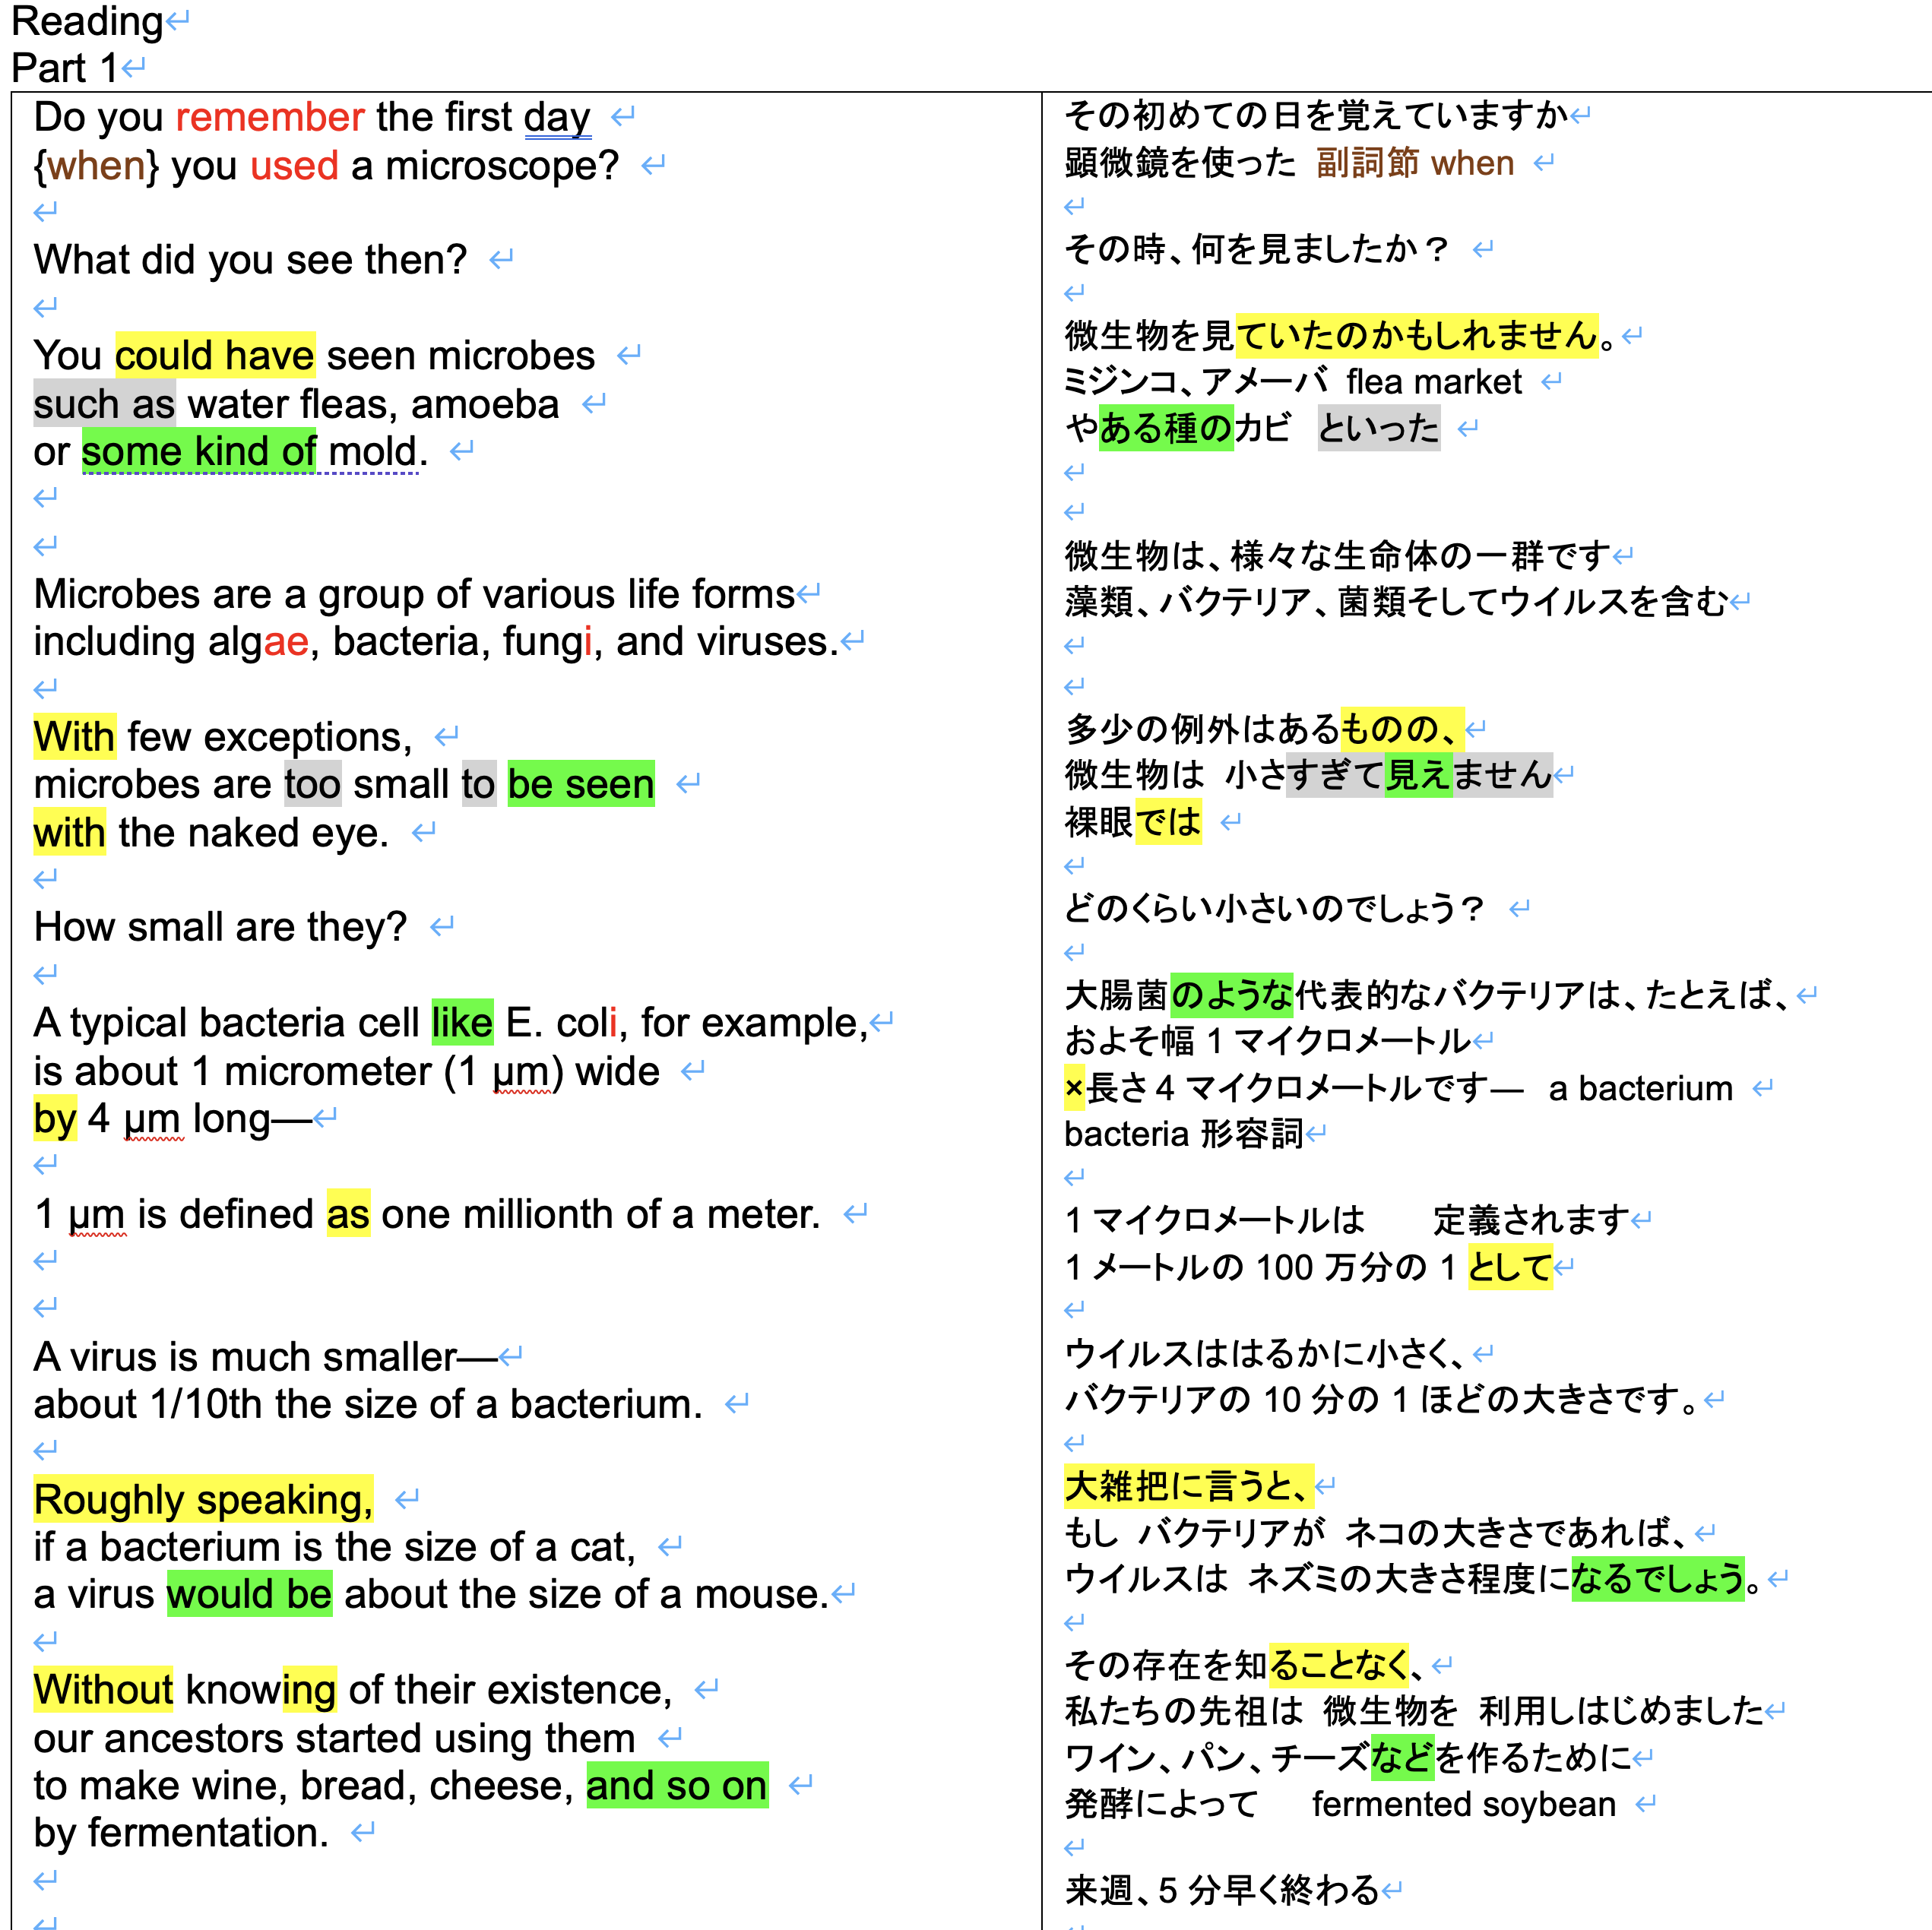 Reading
Part 1
Do you remember the first day
{when} you used a microscope?
What did you see then?
You could have seen microbes
such as water fleas, amoeba
or some kind of mold.
Microbes are a group of various life forms
including algae, bacteria, fungi, and viruses.
With few exceptions,
microbes are too small to be seen
with the naked eye.
How small are they?
A typical bacteria cell like E. coli, for example,
is about 1 micrometer (1 μm) wide
by 4 μm long—
1 μm is defined as one millionth of a meter.
A virus is much smaller—
about 1/10th the size of a bacterium.
Roughly speaking,
if a bacterium is the size of a cat,
a virus would be about the size of a mouse.
Without knowing of their existence,
our ancestors started using them
to make wine, bread, cheese, and so on
by fermentation.
その初めての日を覚えていますか
顕微鏡を使った 副詞節 when
その時、何を見ましたか？
微生物を見ていたのかもしれません。
ミジンコ、アメーバ flea market
やある種のカビ といった
微生物は、様々な生命体の一群です
藻類、バクテリア、菌類そしてウイルスを含む
多少の例外はあるものの、
微生物は 小さすぎて見えません
裸眼では
どのくらい小さいのでしょう？
大腸菌のような代表的なバクテリアは、たとえば、
およそ幅 1 マイクロメートル
×長さ 4 マイクロメートルです— a bacterium
bacteria 形容詞
1 マイクロメートルは 定義されます
1 メートルの 100 万分の 1 として
ウイルスははるかに小さく、
バクテリアの 10 分の 1 ほどの大きさです。
大雑把に言うと、
もし バクテリアが ネコの大きさであれば、
ウイルスは ネズミの大きさ程度になるでしょう。
その存在を知ることなく、
私たちの先祖は 微生物を 利用しはじめました
ワイン、パン、チーズなどを作るために
発酵によって fermented soybean
来週、5 分早く終わる